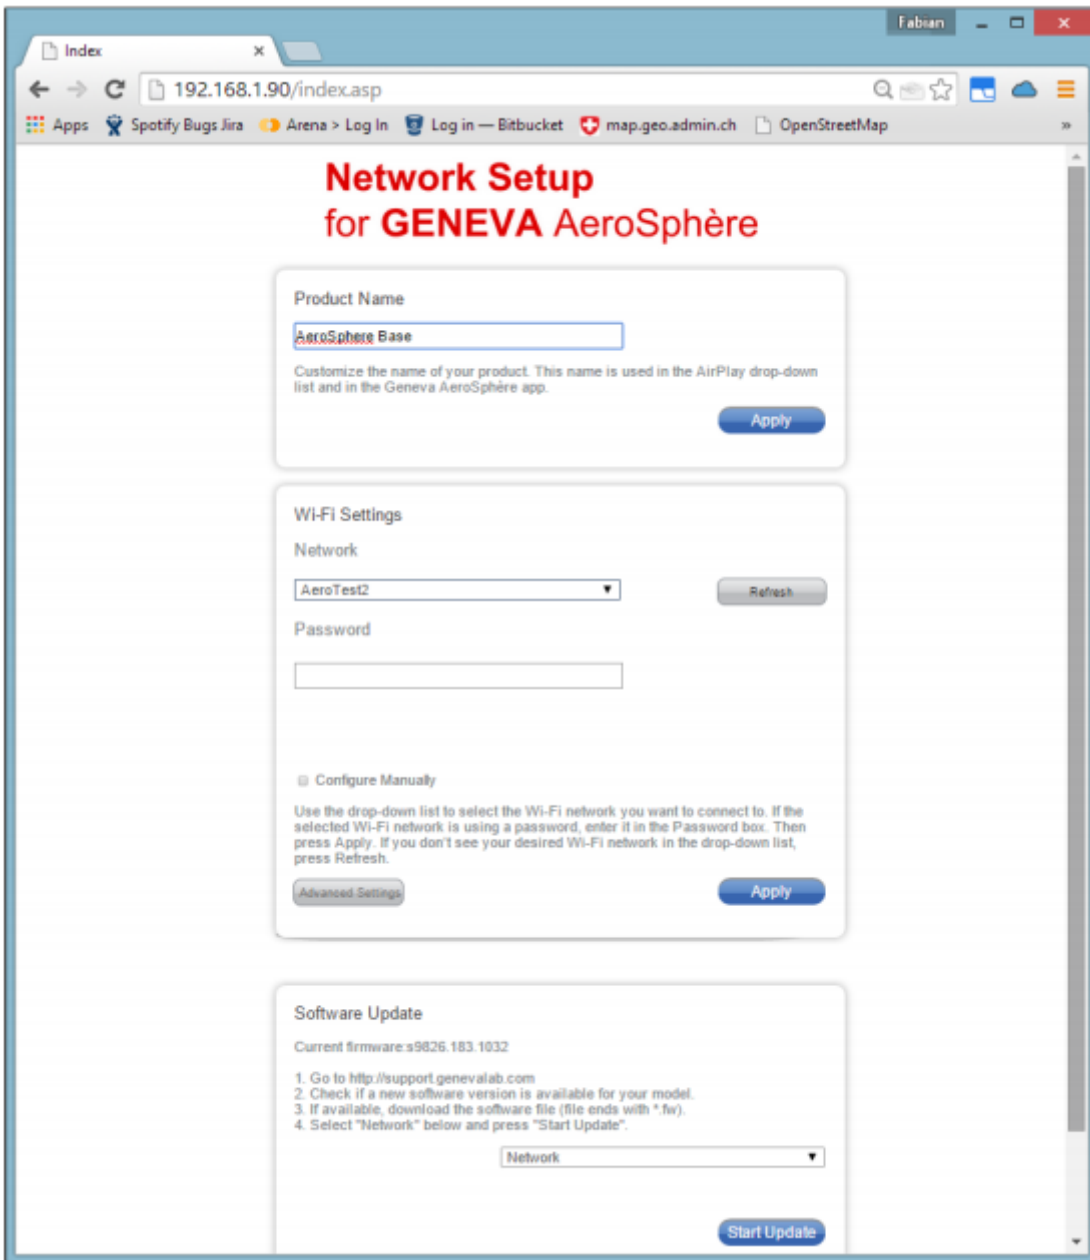 Fabian
Index
192.168.1.90/index.asp
Apps Spotify Bugs Jira Arena > Log In Log in — Bitbucket map.geo.admin.ch OpenStreetMap »
Network Setup
for GENEVA AeroSphère
Product Name
AeroSphere Base
Customize the name of your product. This name is used in the AirPlay drop-down
list and in the Geneva AeroSphère app.
Apply
Wi-Fi Settings
Network
AeroTest2
Refresh
Password
Configure Manually
Use the drop-down list to select the Wi-Fi network you want to connect to. If the
selected Wi-Fi network is using a password, enter it in the Password box. Then
press Apply. If you don't see your desired Wi-Fi network in the drop-down list,
press Refresh.
Advanced Settings
Apply
Software Update
Current firmware:s9826.183.1032
1. Go to http://support.genevalab.com
2. Check if a new software version is available for your model.
3. If available, download the software file (file ends with *.fw).
4. Select "Network" below and press "Start Update".
Network
Start Update